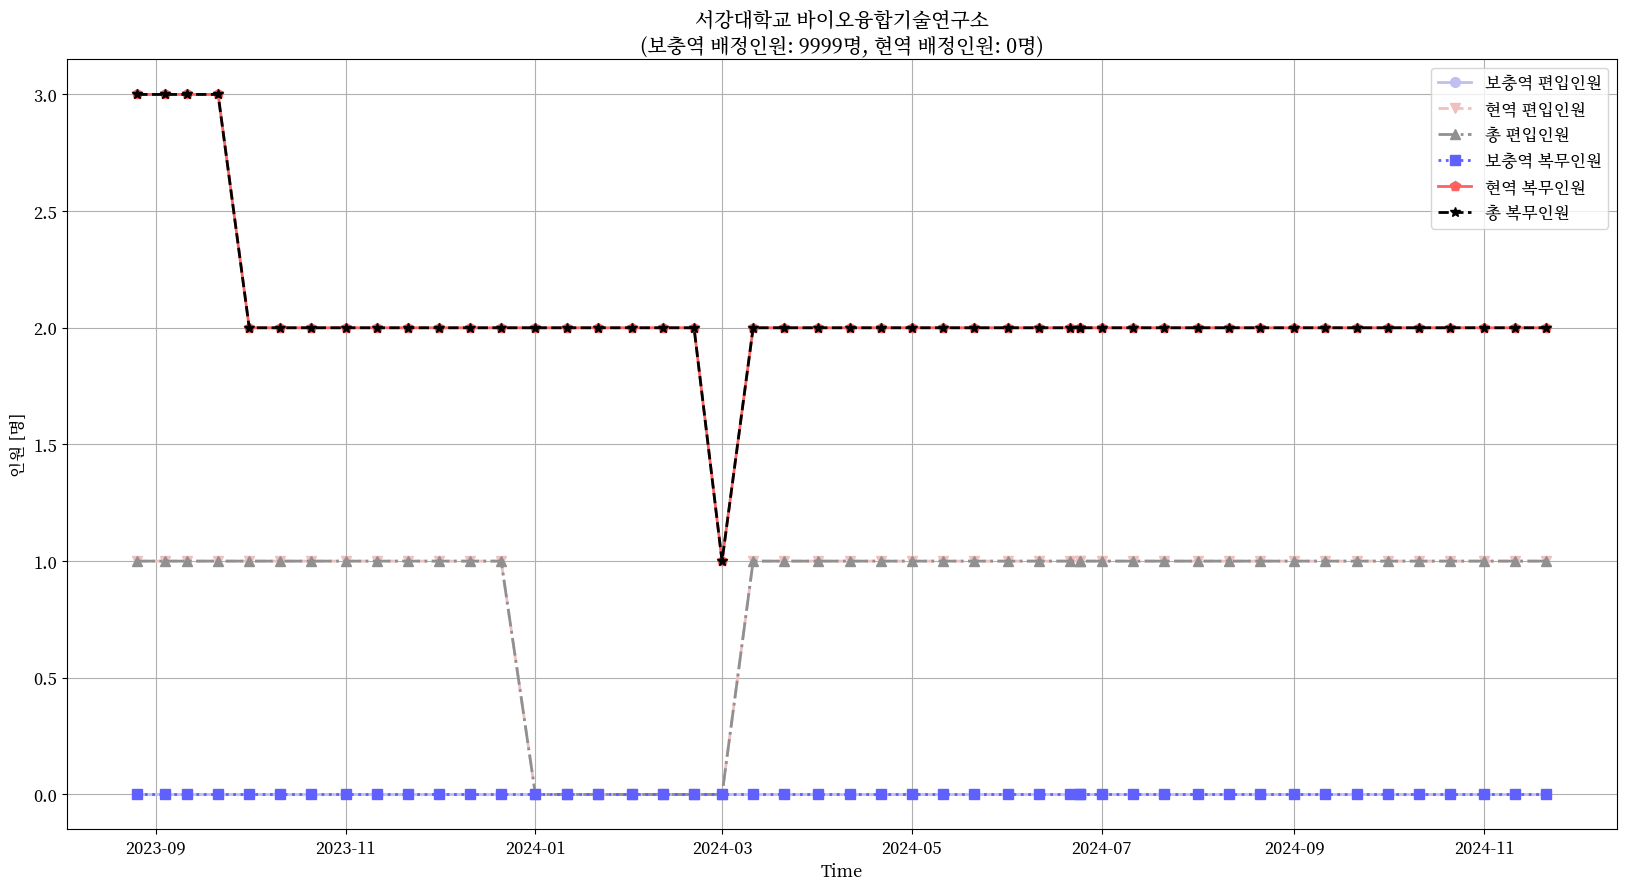 서강대학교 바이오융합기술연구소
(보충역 배정인원: 9999명, 현역 배정인원: 0명)
보충역 편입인원
현역 편입인원
총 편입인원
보충역 복무인원
현역 복무인원
총 복무인원
인원 [명]
3.0
2.5
2.0
1.5
1.0
0.5
0.0
2023-09
2023-11
2024-01
2024-03
2024-05
2024-07
2024-09
2024-11
Time